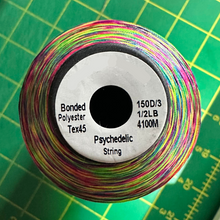 Bonded
Polyester
Tex45
150D/3
1/2LB
4100M
Psychedelic
String